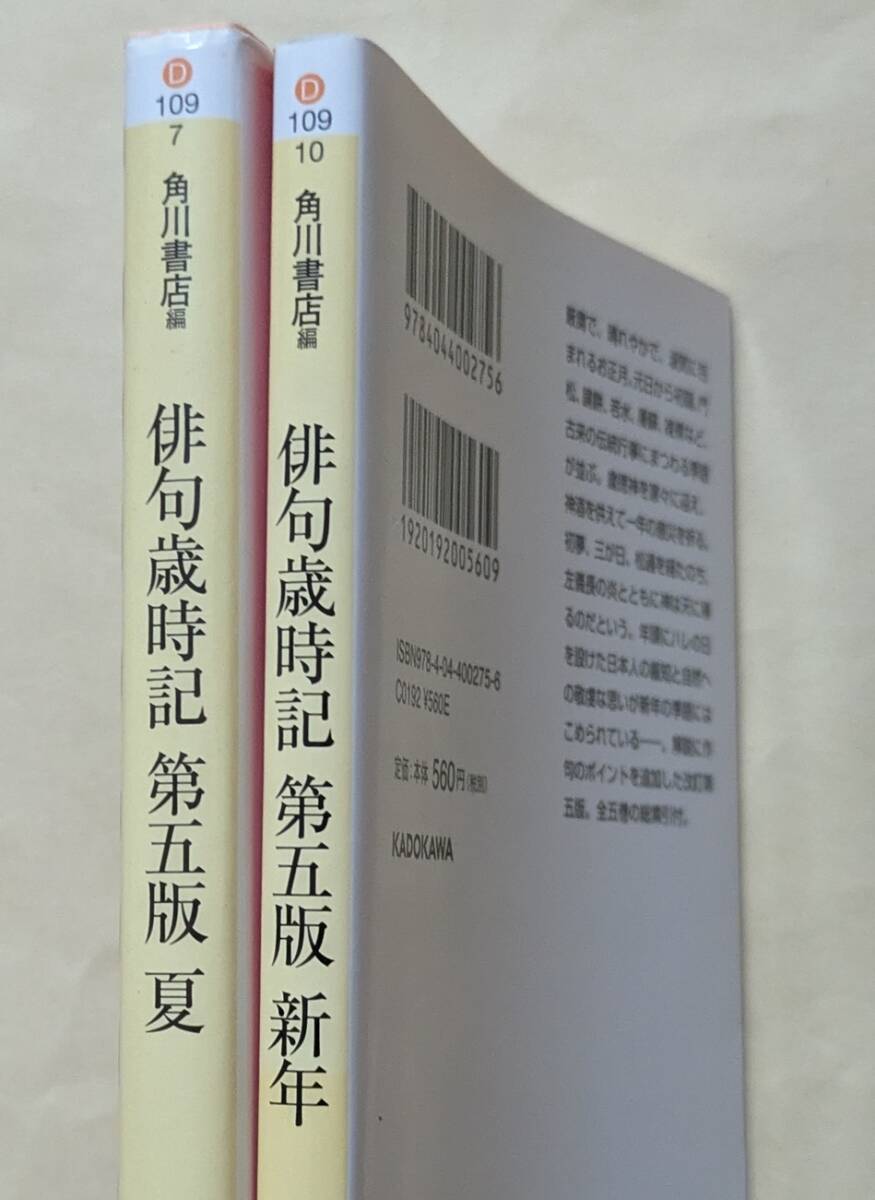 D
109
7
角川書店編
俳句歳時記 第五版 夏
D
109
10
角川書店編
俳句歳時記 第五版 新年
9784044002756
1920192005609
ISBN978-4-04-400275-6
C0192 ¥560E
定価:本体560円(税別)
KADOKAWA
厳粛で、晴れやかで、淑気に包
まれるお正月。元日から初詣、門
松、鏡餅、若水、屠蘇、雑煮など、
古来の伝統行事にまつわる季語
が並ぶ。歳徳神を家々に迎え、
神酒を供えて一年の無災を祈る。
初夢、三が日、松過を経たのち、
左義長の炎とともに神は天に帰
るのだという。年頭にハレの日
を設けた日本人の叡知と自然へ
の敬虔な思いが新年の季語には
こめられている──。解説に作
句のポイントを追加した改訂第
五版。全五巻の総索引付。